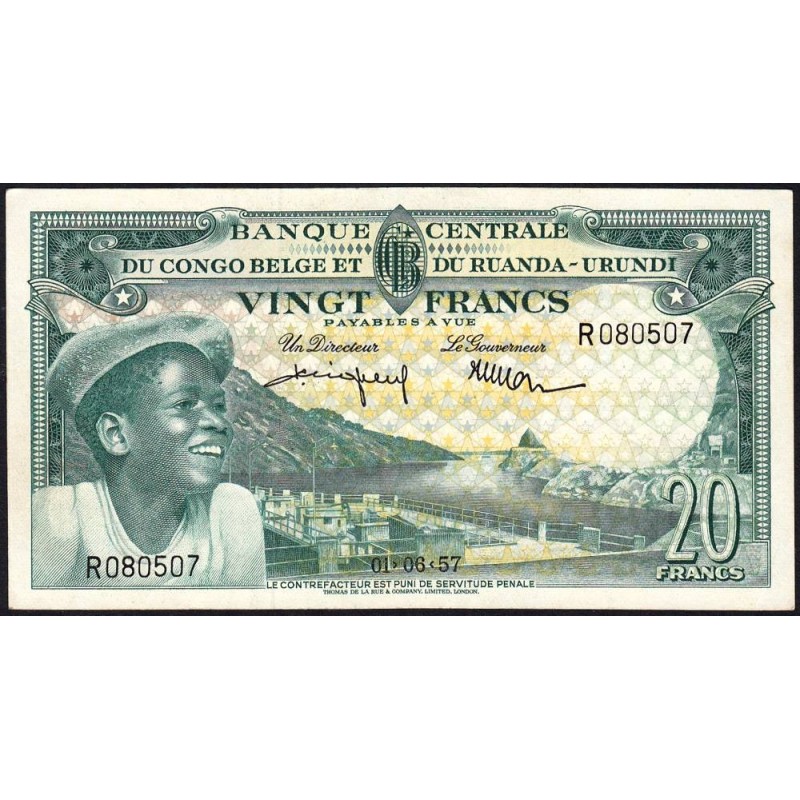 BANQUE CENTRALE
DU CONGO BELGE ET DU RUANDA-URUNDI
VINGT FRANCS
PAYABLES A VUE
Un Directeur Le Gouverneur
R080507
R080507
01-06-57
20
FRANCS
LE CONTREFACTEUR EST PUNI DE SERVITUDE PENALE
THOMAS DE LA RUE & COMPANY, LIMITED, LONDON.